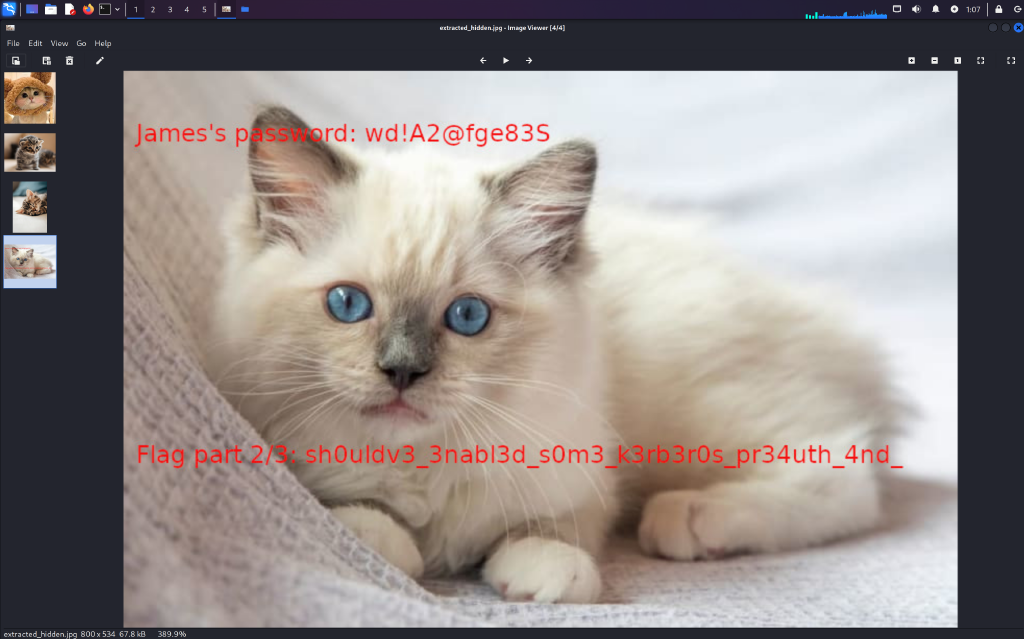 1 2 3 4 5 1:07
extracted_hidden.jpg - Image Viewer [4/4]
File Edit View Go Help
James's password: wd!A2@fge83S
Flag part 2/3: sh0uldv3_3nabl3d_s0m3_k3rb3r0s_pr34uth_4nd_
extracted_hidden.jpg 800 x 534 67.8 kB 389.9%